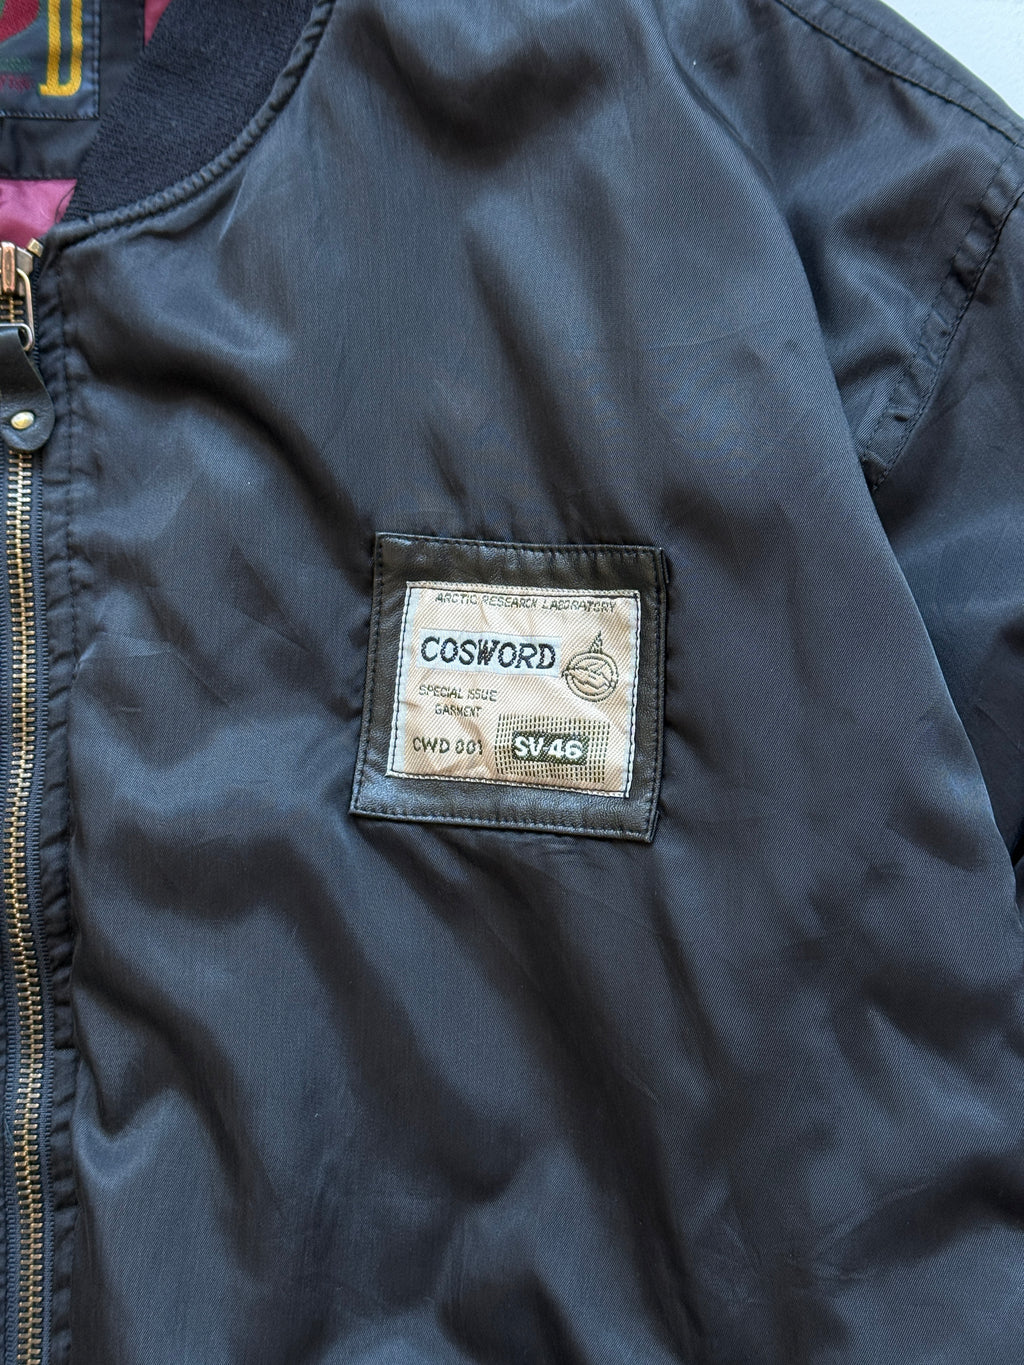 D
ARCTIC RESEARCH LABORATORY
COSWORD
SPECIAL ISSUE
GARMENT
CWD 001
SV-46